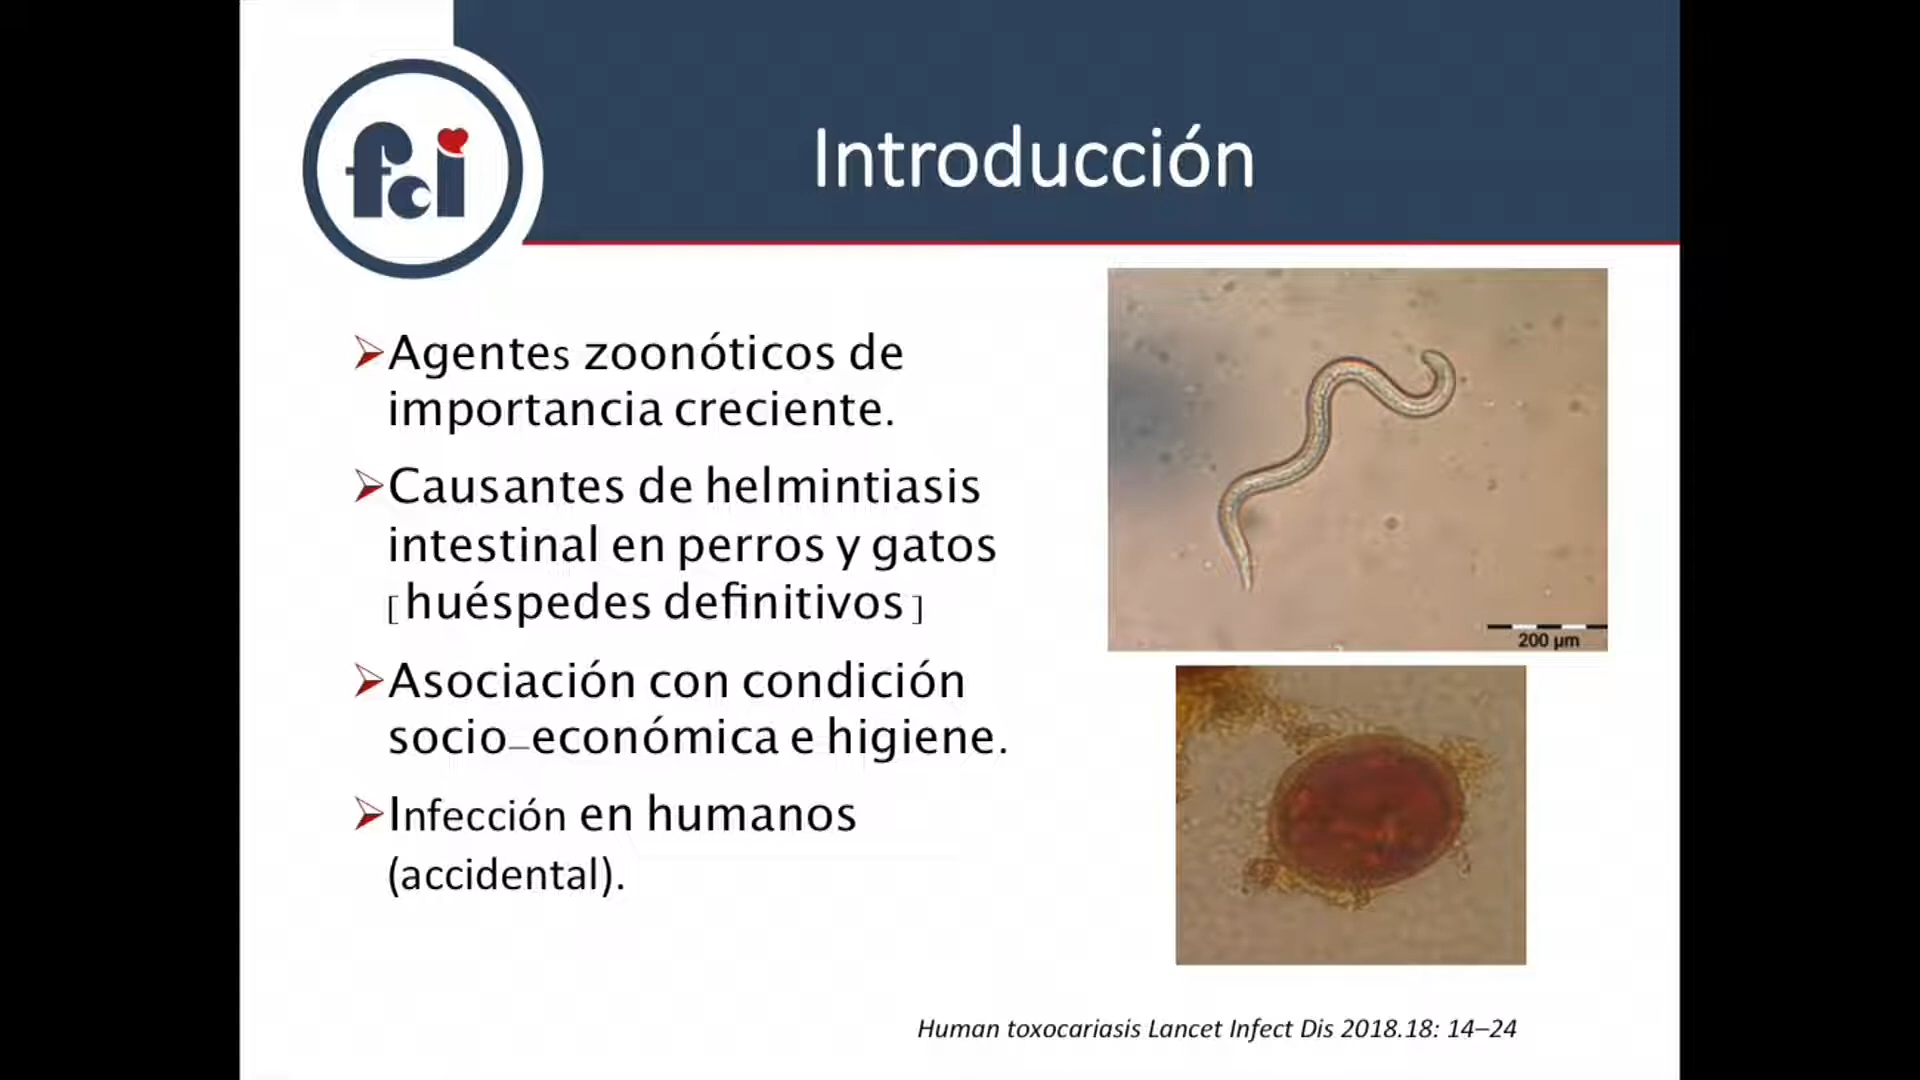 fci
Introducción
Agentes zoonóticos de
importancia creciente.
Causantes de helmintiasis
intestinal en perros y gatos
[huéspedes definitivos]
Asociación con condición
socio-económica e higiene.
Infección en humanos
(accidental).
200 µm
Human toxocariasis Lancet Infect Dis 2018.18: 14–24